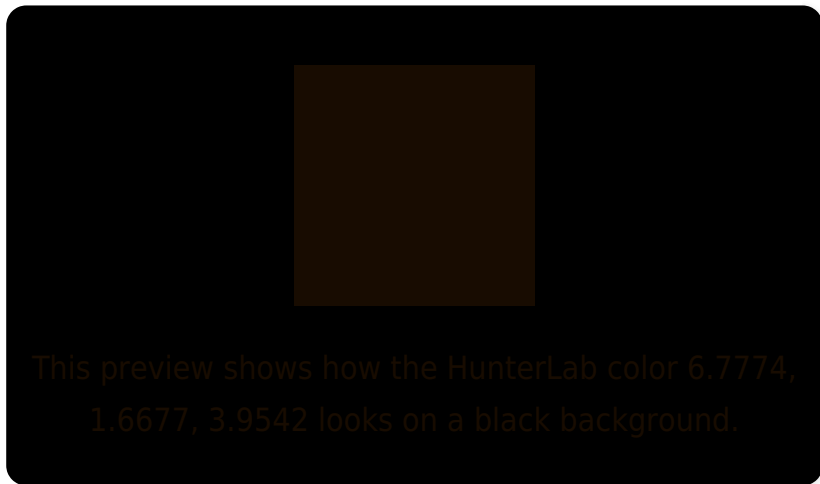 This preview shows how the HunterLab color 6.7774,
1.6677, 3.9542 looks on a black background.